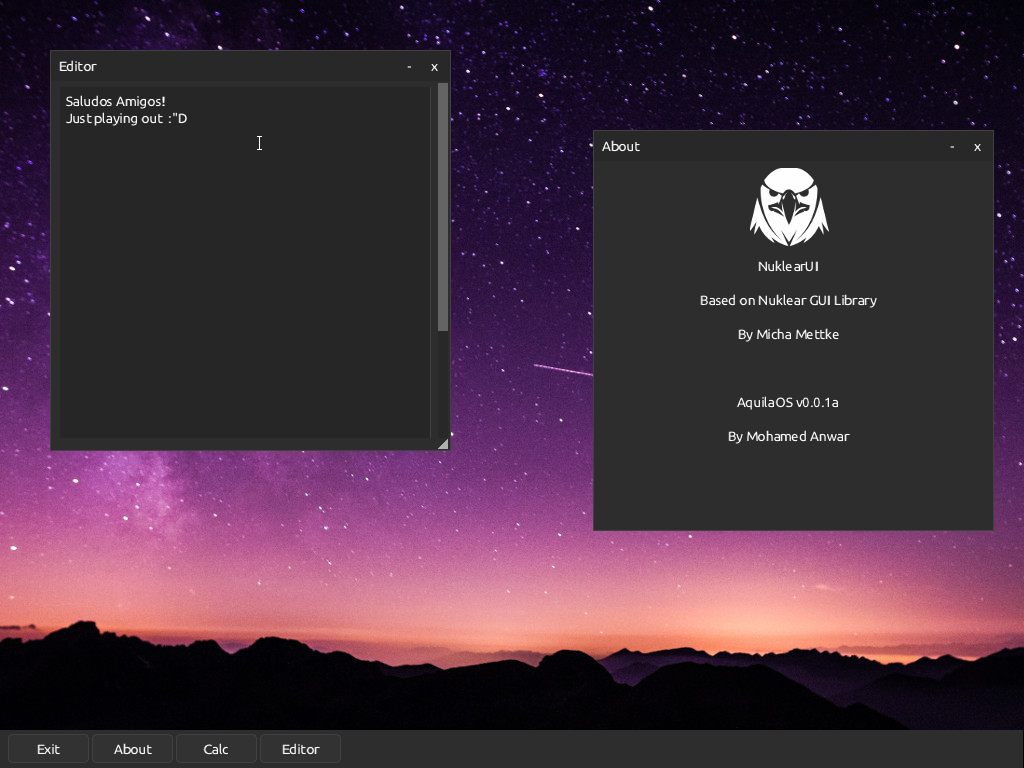 Editor - x
Saludos Amigos!
Just playing out :"D
About - x
NuklearUI
Based on Nuklear GUI Library
By Micha Mettke
AquilaOS v0.0.1a
By Mohamed Anwar
Exit About Calc Editor